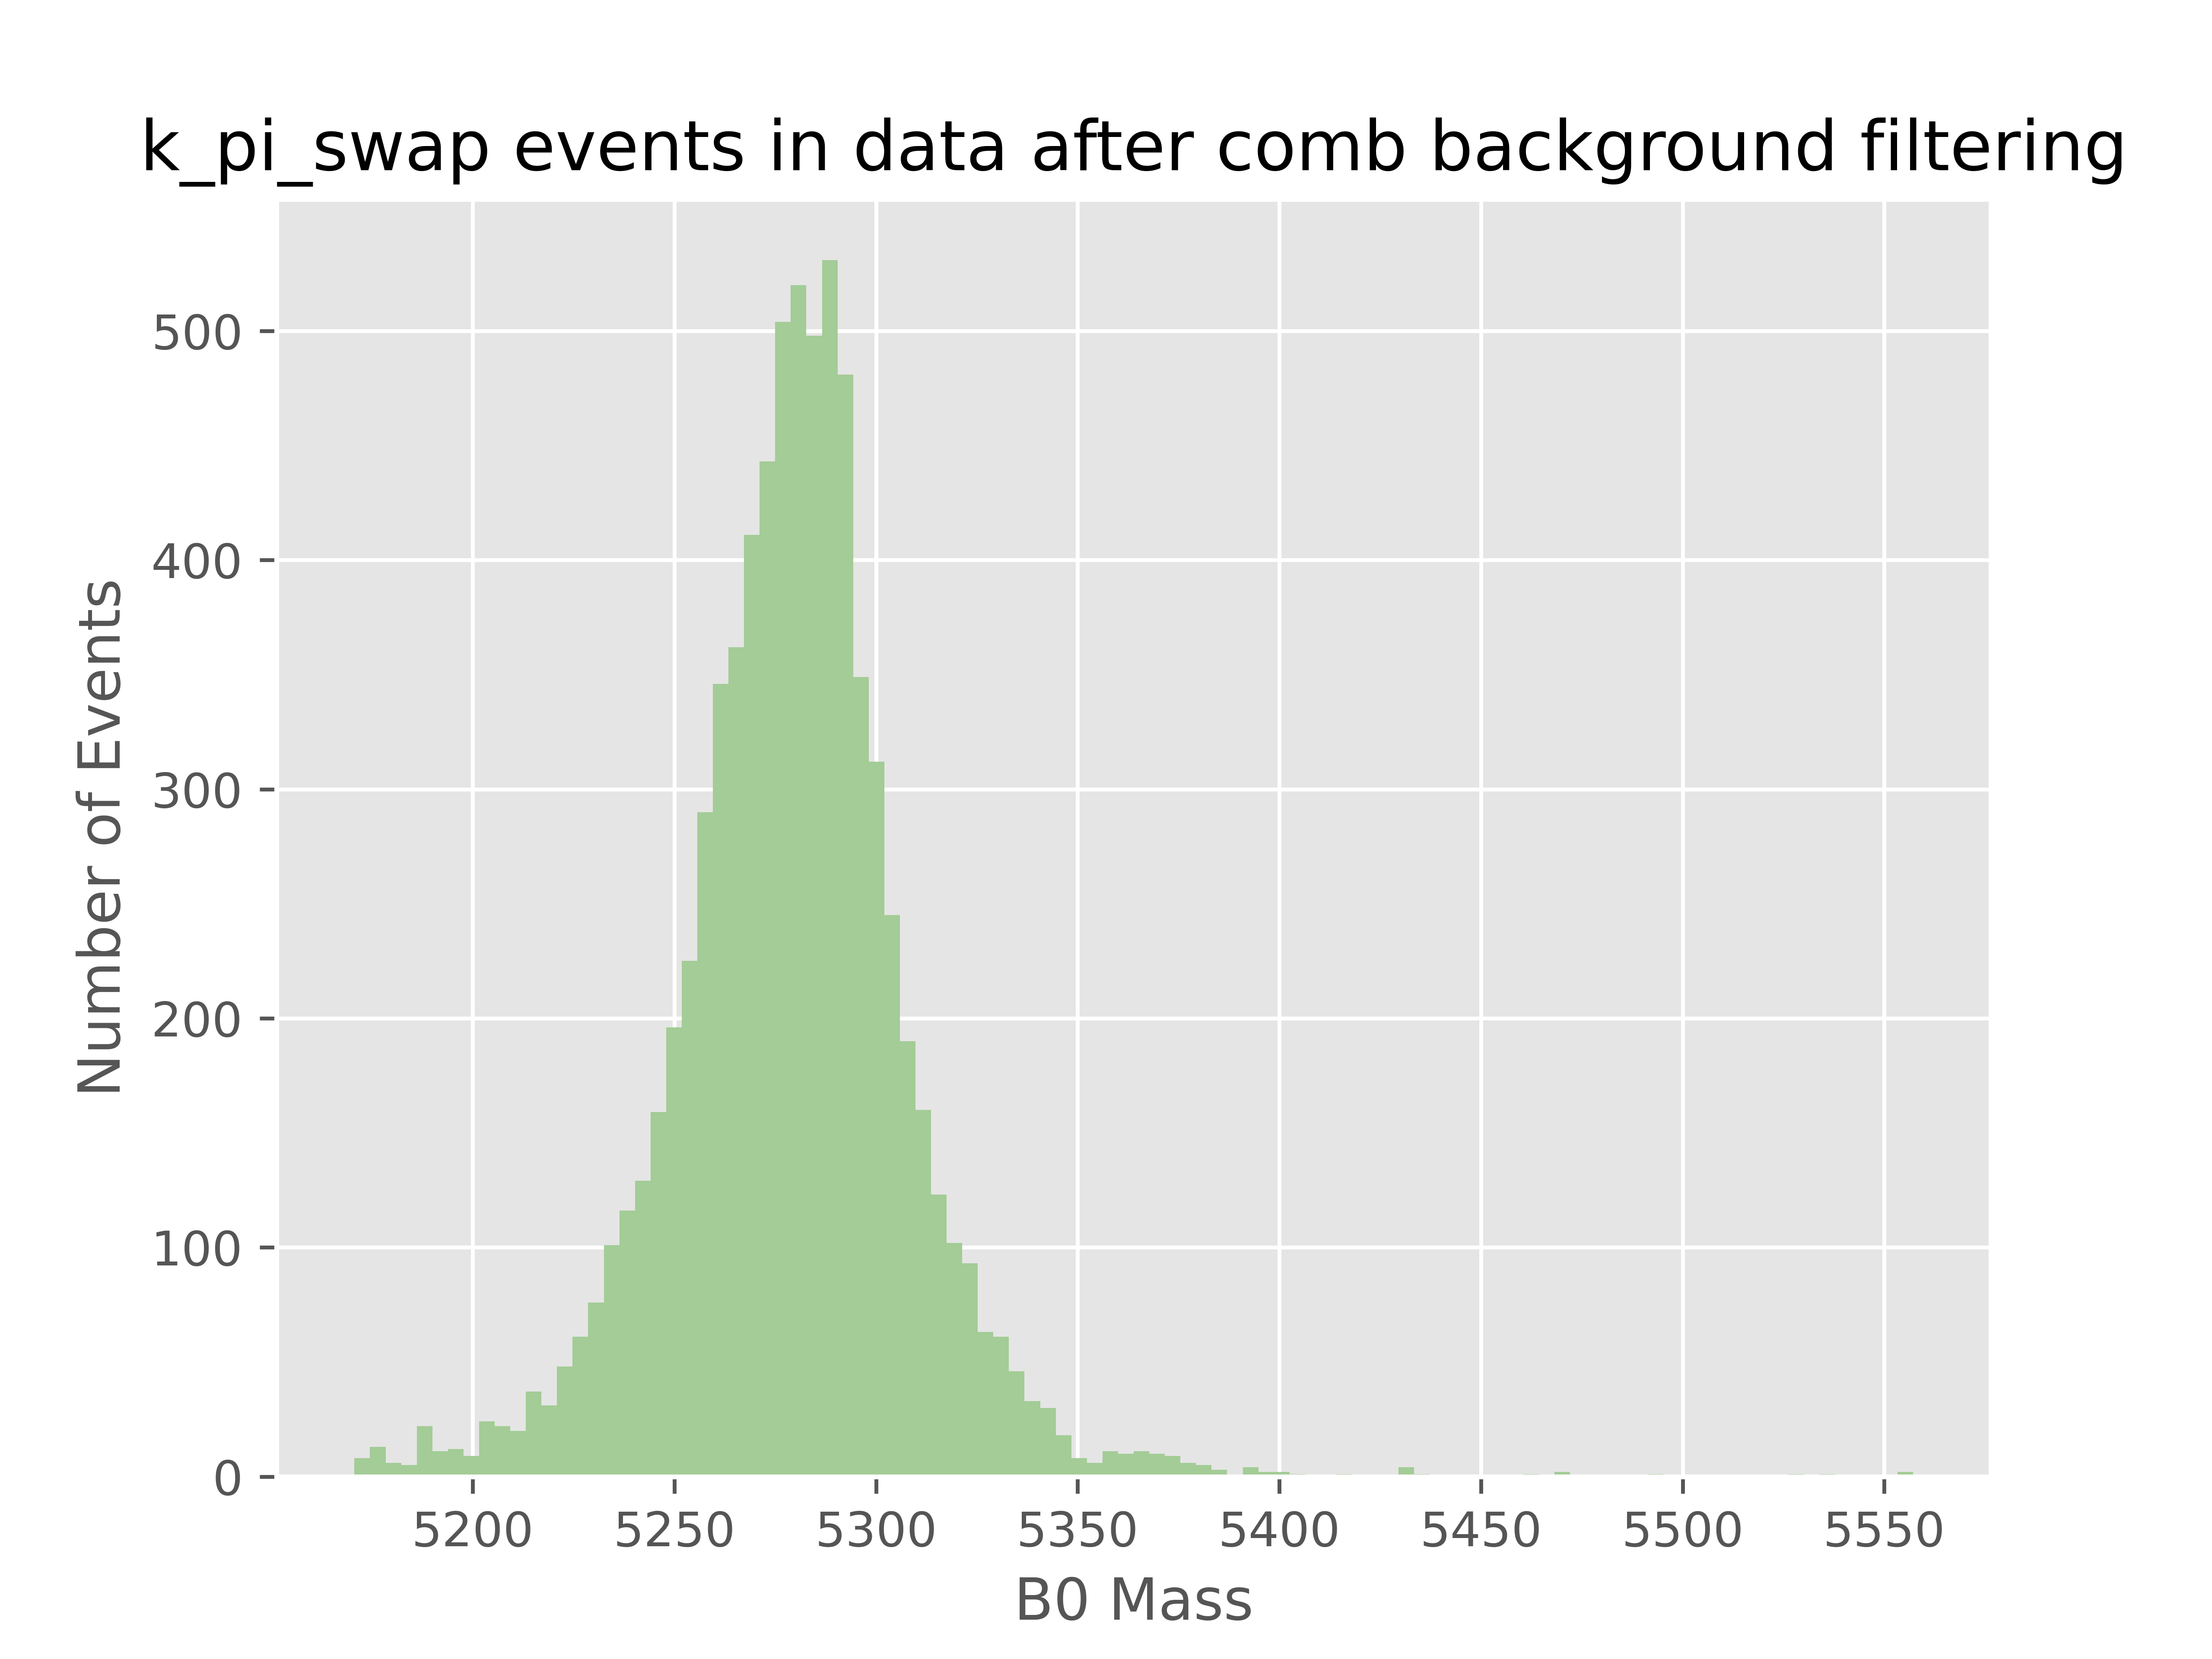 k_pi_swap events in data after comb background filtering
Number of Events
500
400
300
200
100
0
5200 5250 5300 5350 5400 5450 5500 5550
B0 Mass